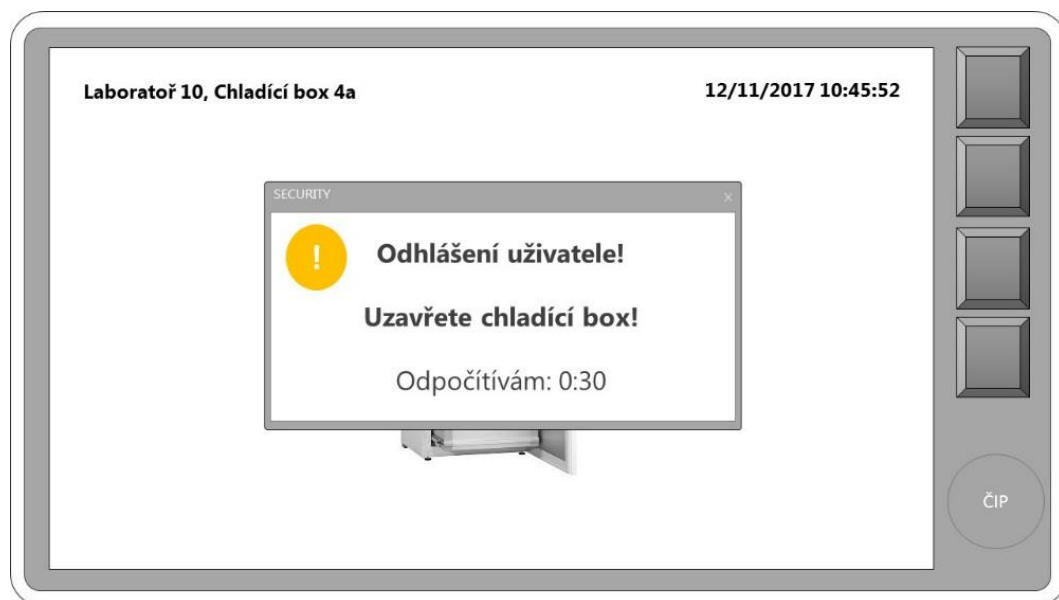 Laboratoř 10, Chladící box 4a
12/11/2017 10:45:52
SECURITY
x
!
Odhlášení uživatele!
Uzavřete chladící box!
Odpočítívám: 0:30
ČIP